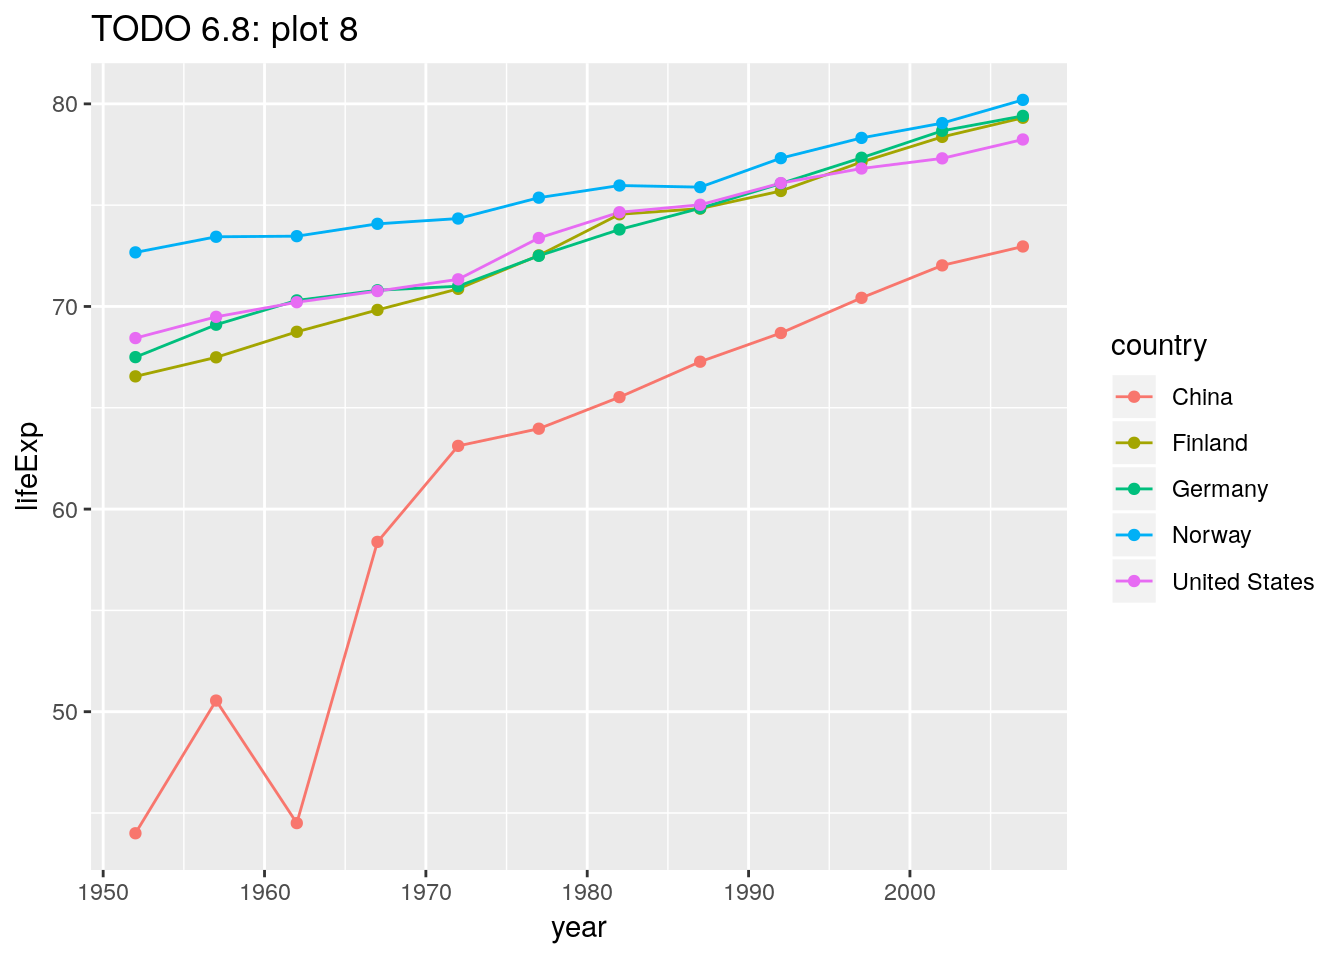 TODO 6.8: plot 8
80
70
60
50
lifeExp
1950 1960 1970 1980 1990 2000
year
country
China
Finland
Germany
Norway
United States